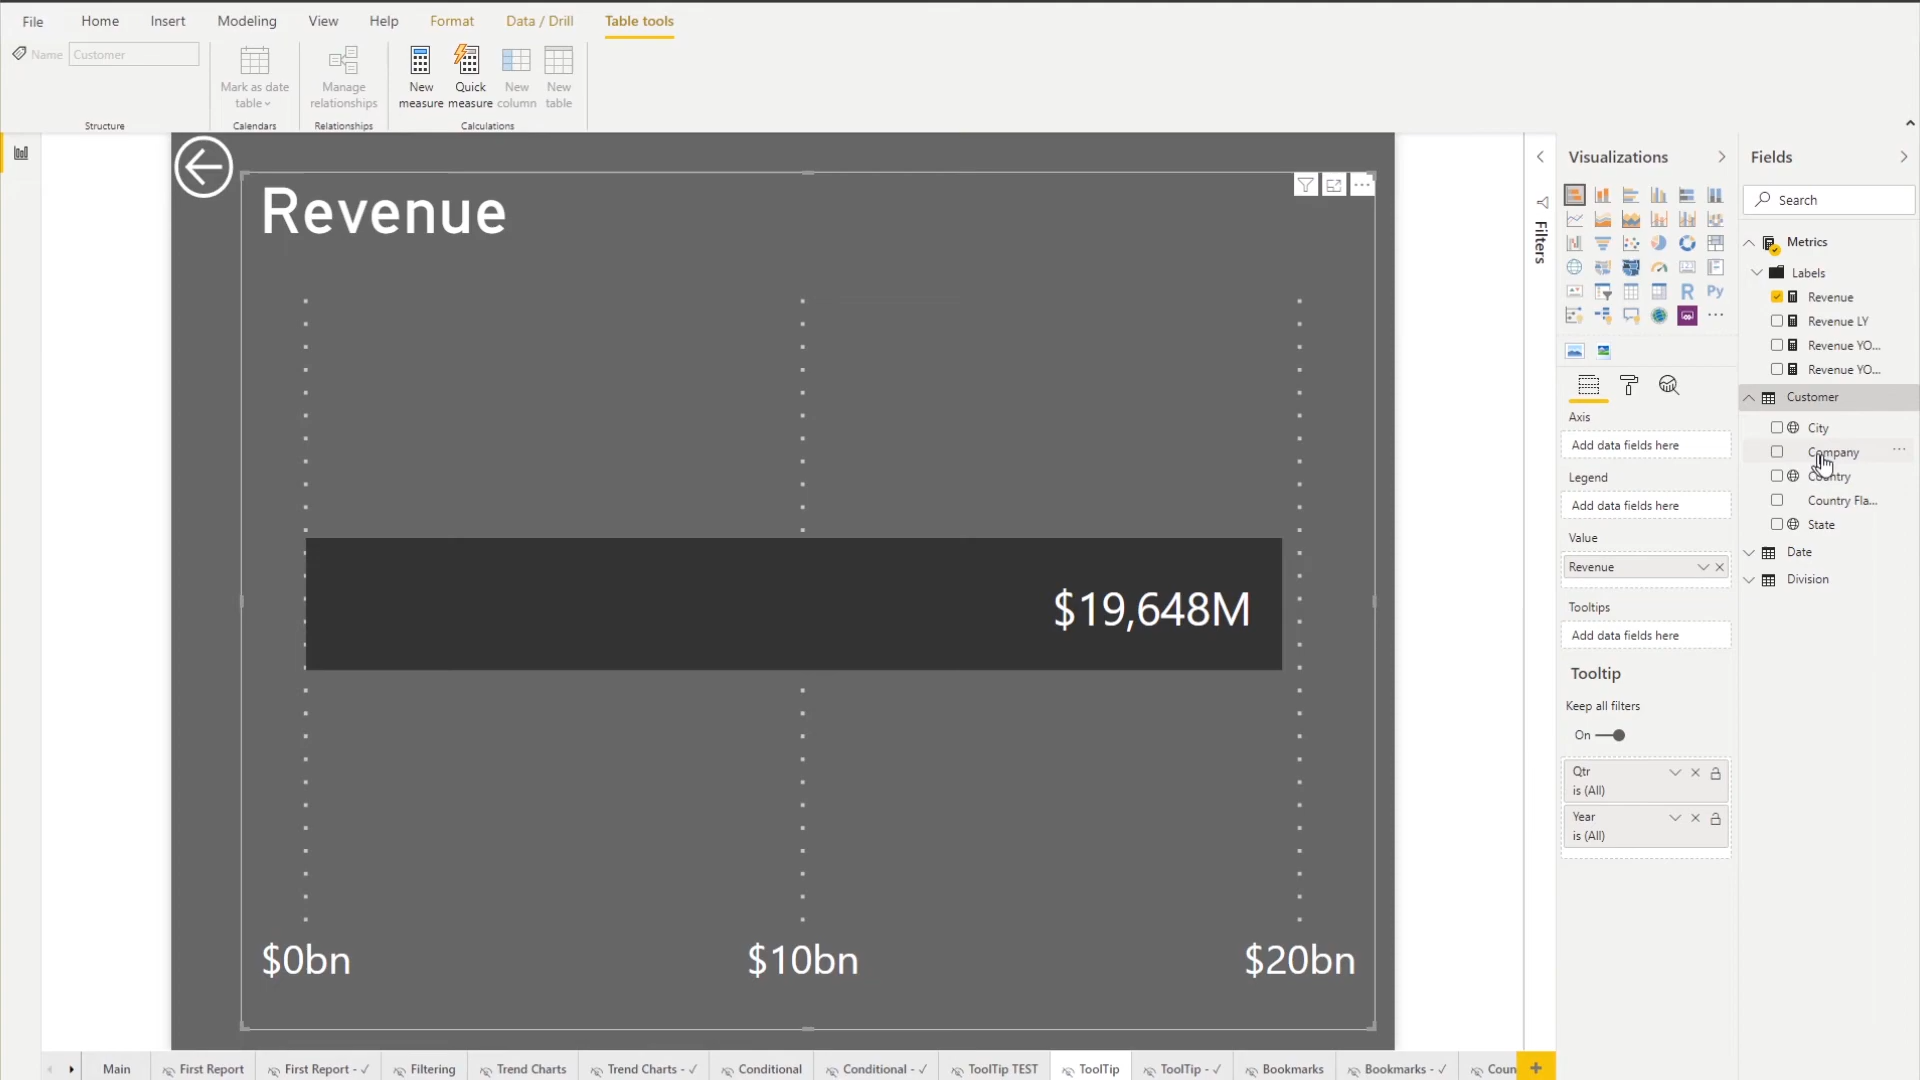 File Home Insert Modeling View Help Format Data / Drill Table tools
Name Customer
Mark as date table
Manage relationships
New measure
Quick measure
New column
New table
Structure Calendars Relationships Calculations
Revenue
$19,648M
$0bn $10bn $20bn
Filters
Visualizations
R Py
Axis
Add data fields here
Legend
Add data fields here
Value
Revenue
Tooltips
Add data fields here
Tooltip
Keep all filters
On
Qtr
is (All)
Year
is (All)
Fields
Search
Metrics
Labels
Revenue
Revenue LY
Revenue YO...
Revenue YO...
Customer
City
Company
Country
Country Fla...
State
Date
Division
Main First Report First Report - ✓ Filtering Trend Charts Trend Charts - ✓ Conditional Conditional - ✓ ToolTip TEST ToolTip ToolTip - ✓ Bookmarks Bookmarks - ✓ Coun +